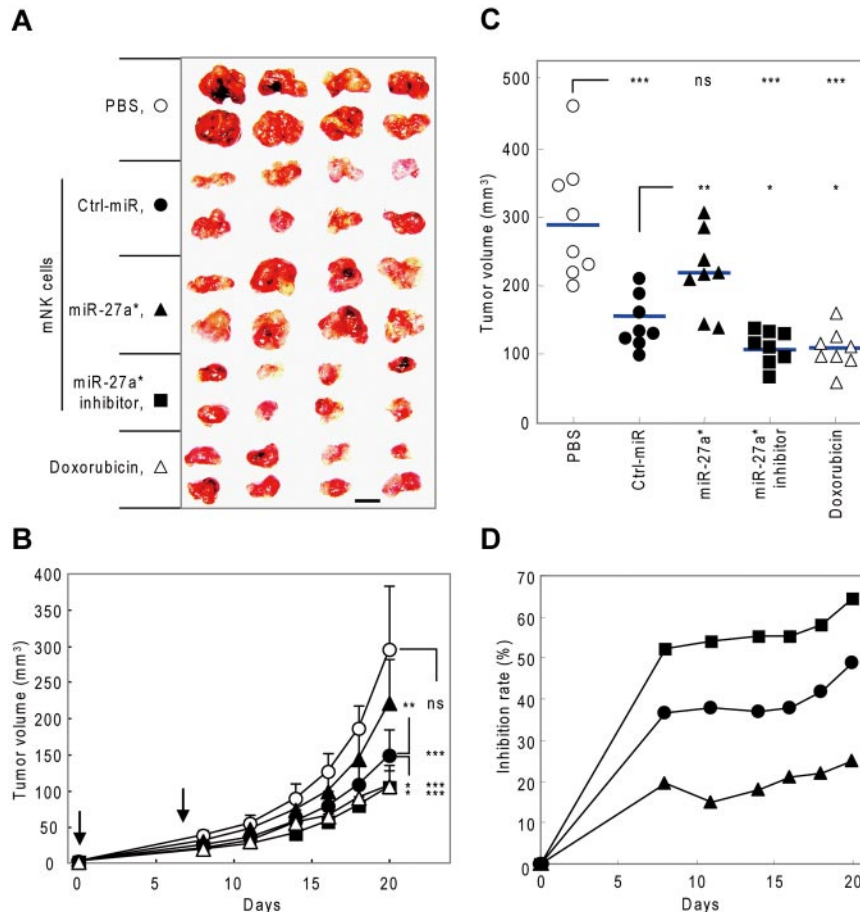 A
PBS,
mNK cells
Ctrl-miR,
miR-27a*,
miR-27a*
inhibitor,
Doxorubicin,
B
Tumor volume (mm³)
400
350
300
250
200
150
100
50
0
0
5
10
15
20
Days
ns
**
***
* ***
* ***
C
Tumor volume (mm³)
500
400
300
200
100
0
***
ns
***
***
**
*
*
PBS
Ctrl-miR
miR-27a*
miR-27a*
inhibitor
Doxorubicin
D
Inhibition rate (%)
70
60
50
40
30
20
10
0
0
5
10
15
20
Days